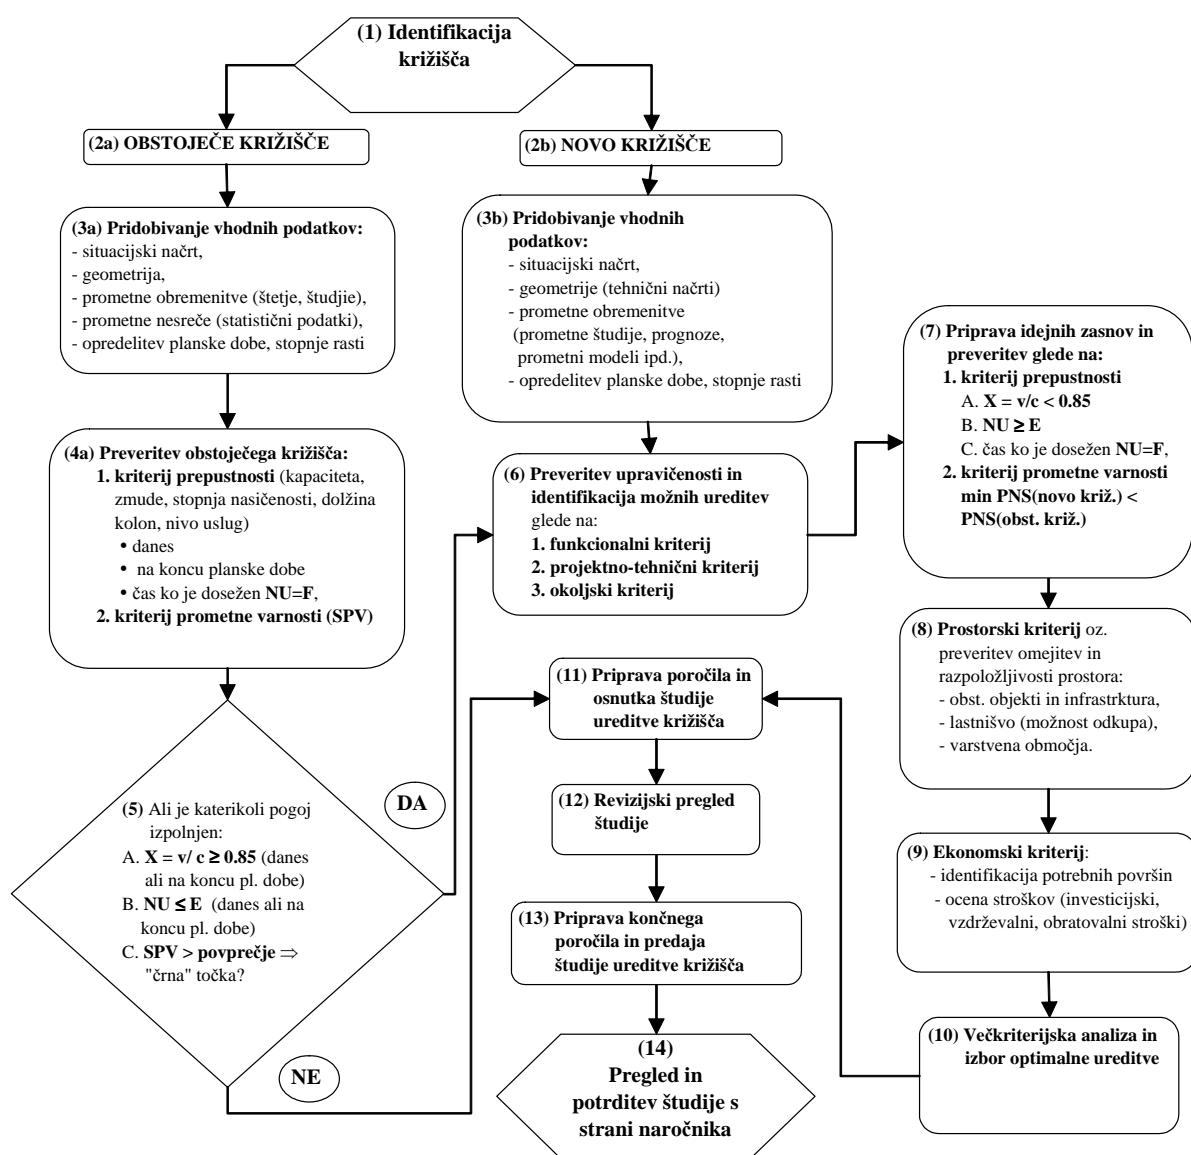 (1) Identifikacija
križišča
(2a) OBSTOJEČE KRIŽIŠČE
(2b) NOVO KRIŽIŠČE
(3a) Pridobivanje vhodnih podatkov:
- situacijski načrt,
- geometrija,
- prometne obremenitve (štetje, študjie),
- prometne nesreče (statistični podatki),
- opredelitev planske dobe, stopnje rasti
(3b) Pridobivanje vhodnih
podatkov:
- situacijski načrt,
- geometrije (tehnični načrti)
- prometne obremenitve
(prometne študije, prognoze,
prometni modeli ipd.),
- opredelitev planske dobe, stopnje rasti
(4a) Preveritev obstoječega križišča:
1. kriterij prepustnosti (kapaciteta,
zmude, stopnja nasičenosti, dolžina
kolon, nivo uslug)
• danes
• na koncu planske dobe
• čas ko je dosežen NU=F,
2. kriterij prometne varnosti (SPV)
(5) Ali je katerikoli pogoj
izpolnjen:
A. X = v/ c ≥ 0.85 (danes
ali na koncu pl. dobe)
B. NU ≤ E (danes ali na
koncu pl. dobe)
C. SPV > povprečje ⇒
"črna" točka?
DA
NE
(6) Preveritev upravičenosti in
identifikacija možnih ureditev
glede na:
1. funkcionalni kriterij
2. projektno-tehnični kriterij
3. okoljski kriterij
(7) Priprava idejnih zasnov in
preveritev glede na:
1. kriterij prepustnosti
A. X = v/c < 0.85
B. NU ≥ E
C. čas ko je dosežen NU=F,
2. kriterij prometne varnosti
min PNS(novo križ.) <
PNS(obst. križ.)
(8) Prostorski kriterij oz.
preveritev omejitev in
razpoložljivosti prostora:
- obst. objekti in infrastrktura,
- lastnišvo (možnost odkupa),
- varstvena območja.
(9) Ekonomski kriterij:
- identifikacija potrebnih površin
- ocena stroškov (investicijski,
vzdrževalni, obratovalni stroški)
(10) Večkriterijska analiza in
izbor optimalne ureditve
(11) Priprava poročila in
osnutka študije
ureditve križišča
(12) Revizijski pregled
študije
(13) Priprava končnega
poročila in predaja
študije ureditve križišča
(14)
Pregled in
potrditev študije s
strani naročnika